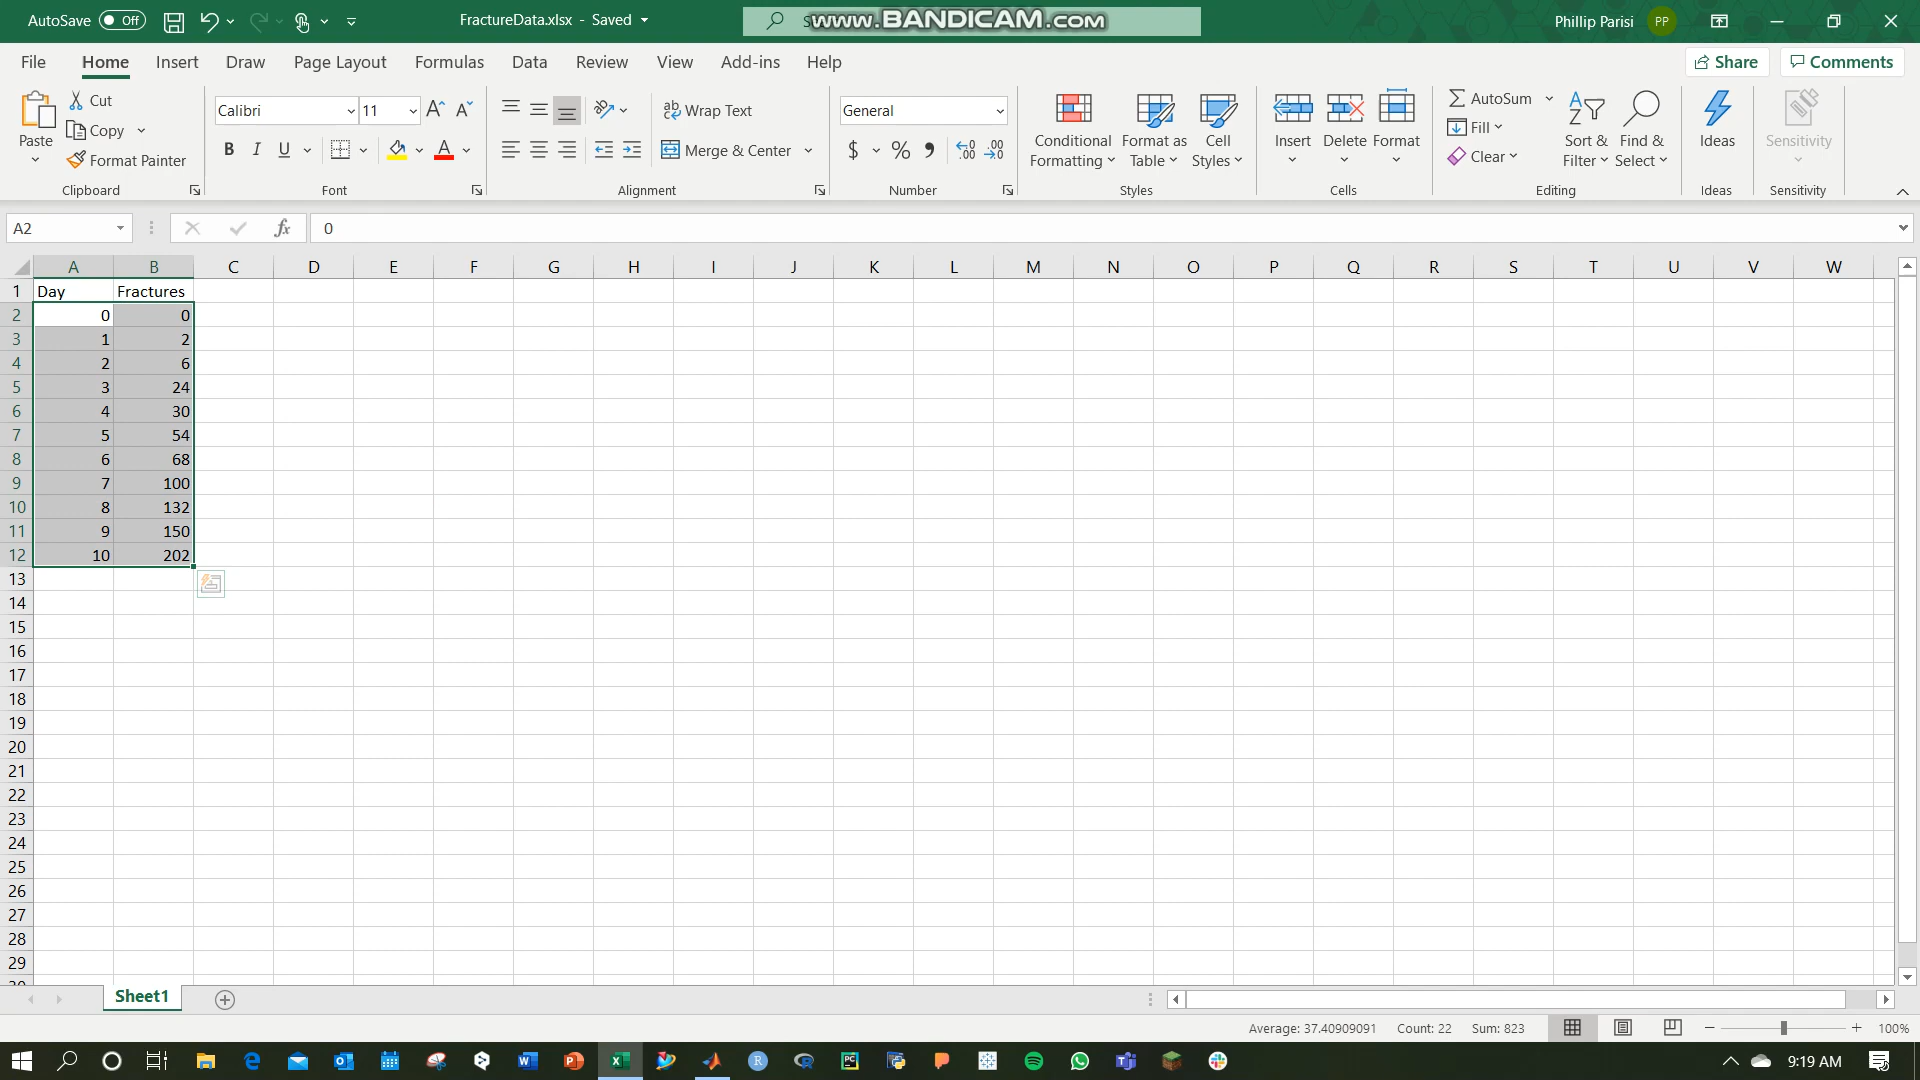 AutoSave Off FractureData.xlsx - Saved www.BANDICAM.com Phillip Parisi PP
File Home Insert Draw Page Layout Formulas Data Review View Add-ins Help Share Comments
Paste Cut Copy Format Painter
Calibri 11 B I U A
ab Wrap Text
Merge & Center
General
$ % 9 .00
Conditional Formatting Format as Table Cell Styles
Insert Delete Format
AutoSum Fill Clear
Sort & Filter Find & Select
Ideas Sensitivity
Clipboard Font Alignment Number Styles Cells Editing Ideas Sensitivity
A2 fx 0
A B C D E F G H I J K L M N O P Q R S T U V W
1 Day Fractures
2 0 0
3 1 2
4 2 6
5 3 24
6 4 30
7 5 54
8 6 68
9 7 100
10 8 132
11 9 150
12 10 202
13
14
15
16
17
18
19
20
21
22
23
24
25
26
27
28
29
Sheet1
Average: 37.40909091 Count: 22 Sum: 823 100%
9:19 AM